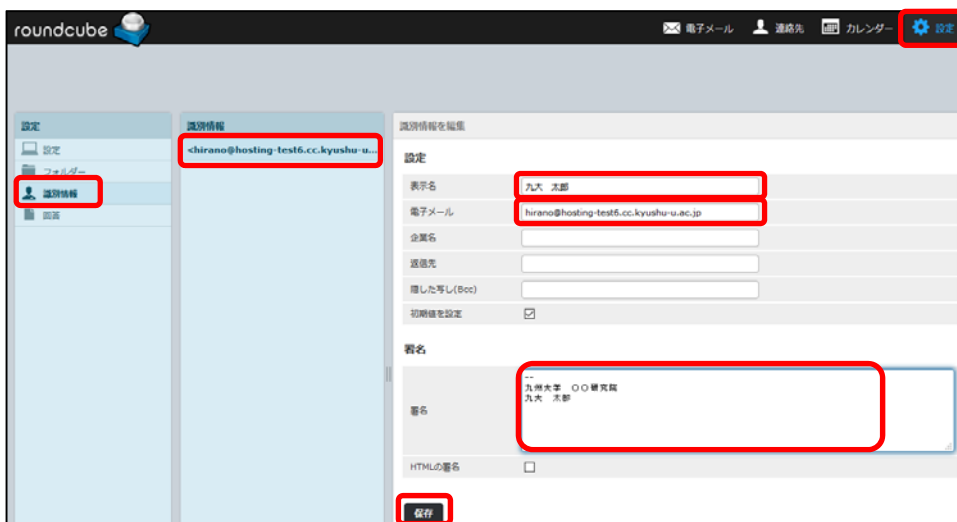 roundcube
電子メール 連絡先 カレンダー 設定
設定
設定
フォルダー
識別情報
回答
識別情報
<hirano@hosting-test6.cc.kyushu-u...
識別情報を編集
設定
表示名 九大 太郎
電子メール hirano@hosting-test6.cc.kyushu-u.ac.jp
企業名
返信先
隠した写し(Bcc)
初期値を設定
署名
署名
--
九州大学 〇〇研究院
九大 太郎
HTMLの署名
保存